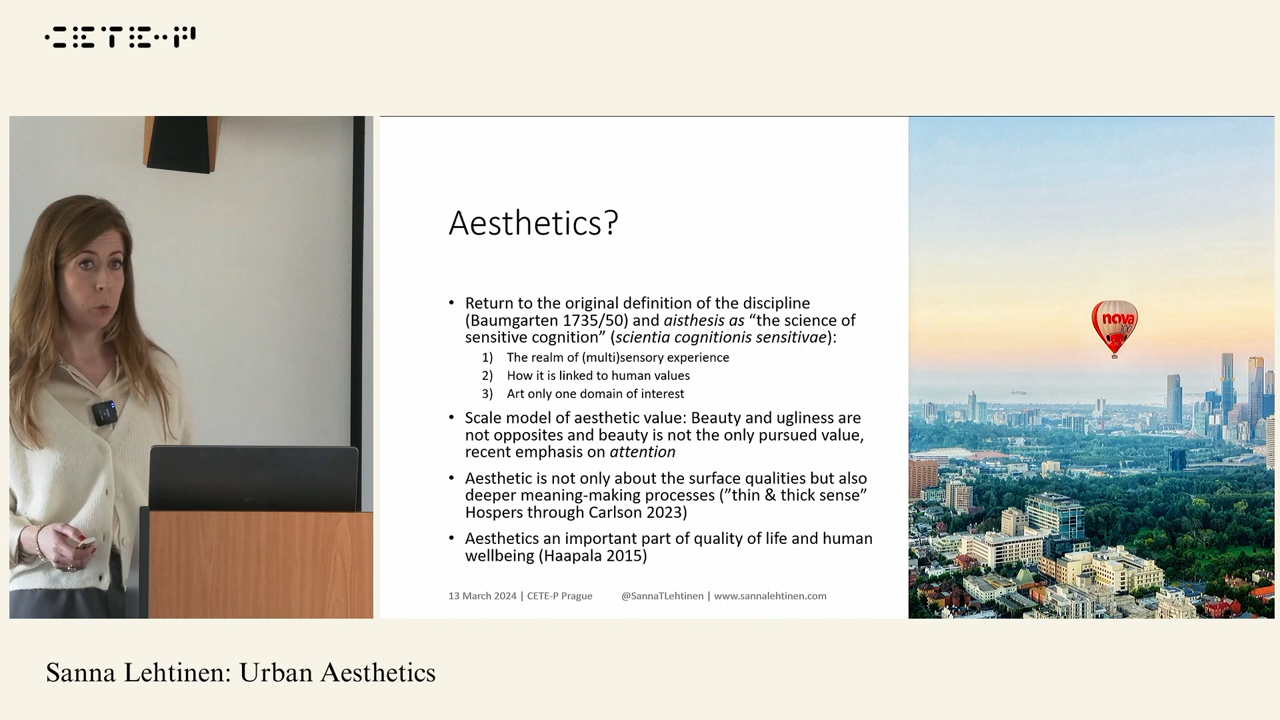 CETE-P
Aesthetics?
• Return to the original definition of the discipline
(Baumgarten 1735/50) and aisthesis as “the science of
sensitive cognition” (scientia cognitionis sensitivae):
1) The realm of (multi)sensory experience
2) How it is linked to human values
3) Art only one domain of interest
• Scale model of aesthetic value: Beauty and ugliness are
not opposites and beauty is not the only pursued value,
recent emphasis on attention
• Aesthetic is not only about the surface qualities but also
deeper meaning-making processes (”thin & thick sense”
Hospers through Carlson 2023)
• Aesthetics an important part of quality of life and human
wellbeing (Haapala 2015)
13 March 2024 | CETE-P Prague @SannaTLehtinen | www.sannalehtinen.com
nova
100
Sanna Lehtinen: Urban Aesthetics